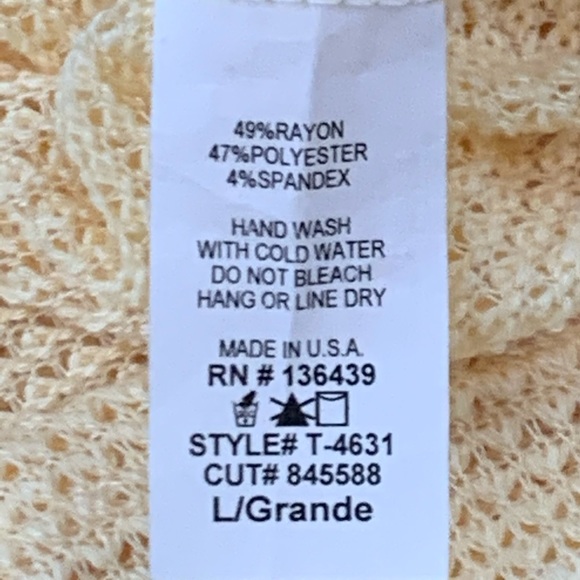 49%RAYON
47%POLYESTER
4%SPANDEX
HAND WASH
WITH COLD WATER
DO NOT BLEACH
HANG OR LINE DRY
MADE IN U.S.A.
RN # 136439
STYLE# T-4631
CUT# 845588
L/Grande